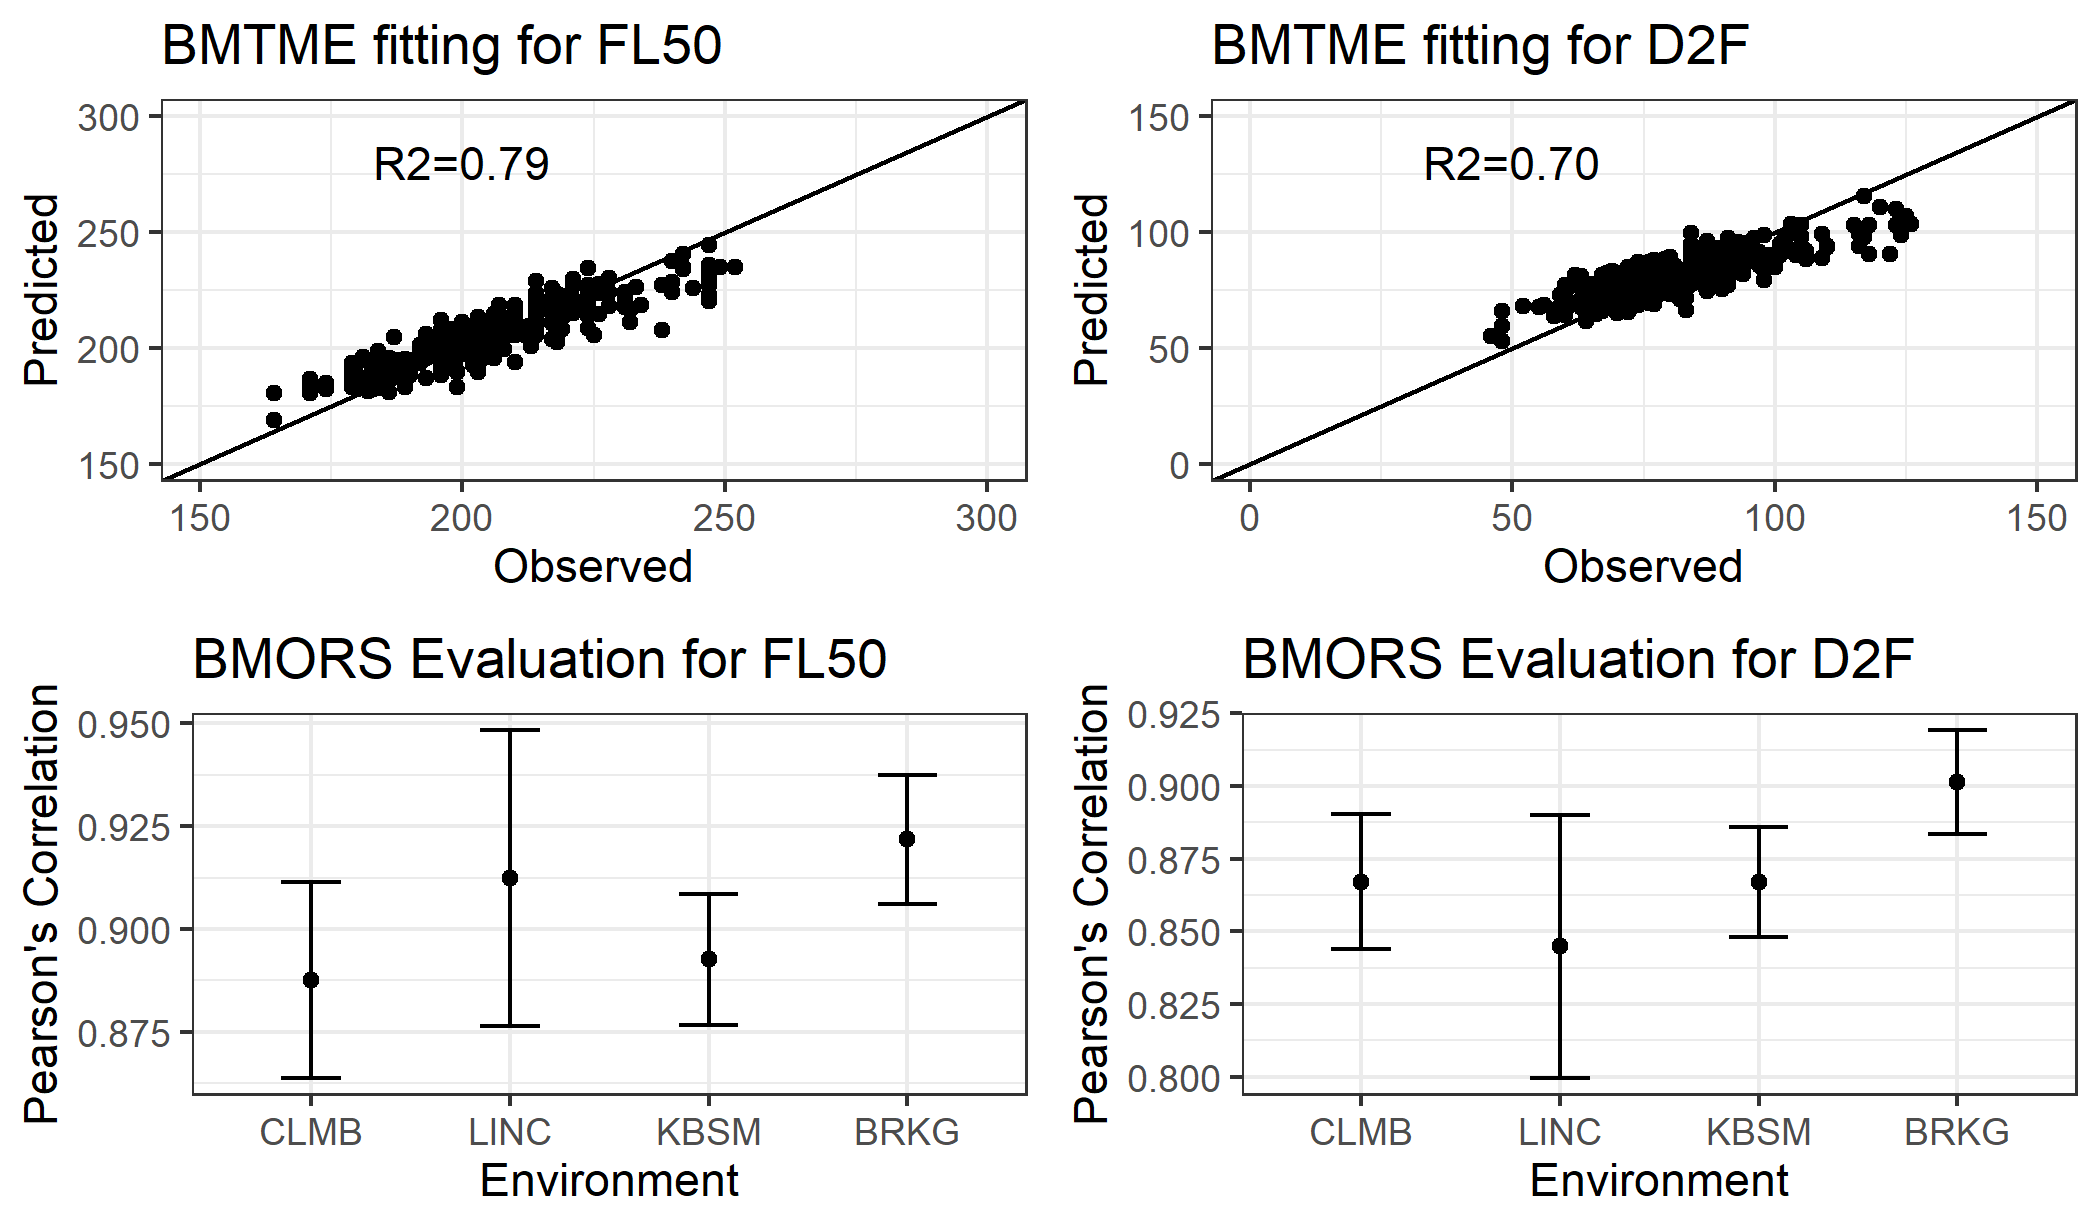 BMTME fitting for FL50
300
250
200
150
R2=0.79
Predicted
150 200 250 300
Observed
BMTME fitting for D2F
150
100
50
0
R2=0.70
Predicted
0 50 100 150
Observed
BMORS Evaluation for FL50
0.950
0.925
0.900
0.875
Pearson's Correlation
CLMB LINC KBSM BRKG
Environment
BMORS Evaluation for D2F
0.925
0.900
0.875
0.850
0.825
0.800
Pearson's Correlation
CLMB LINC KBSM BRKG
Environment